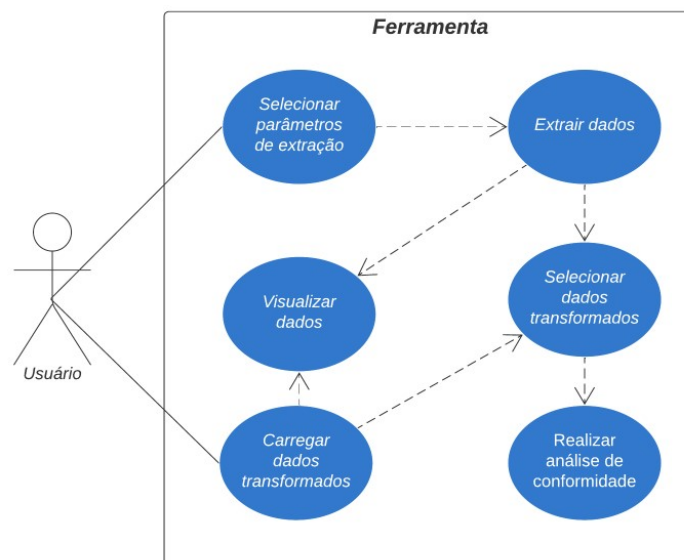 Ferramenta
Selecionar
parâmetros
de extração
Extrair dados
Visualizar
dados
Selecionar
dados
transformados
Usuário
Carregar
dados
transformados
Realizar
análise de
conformidade